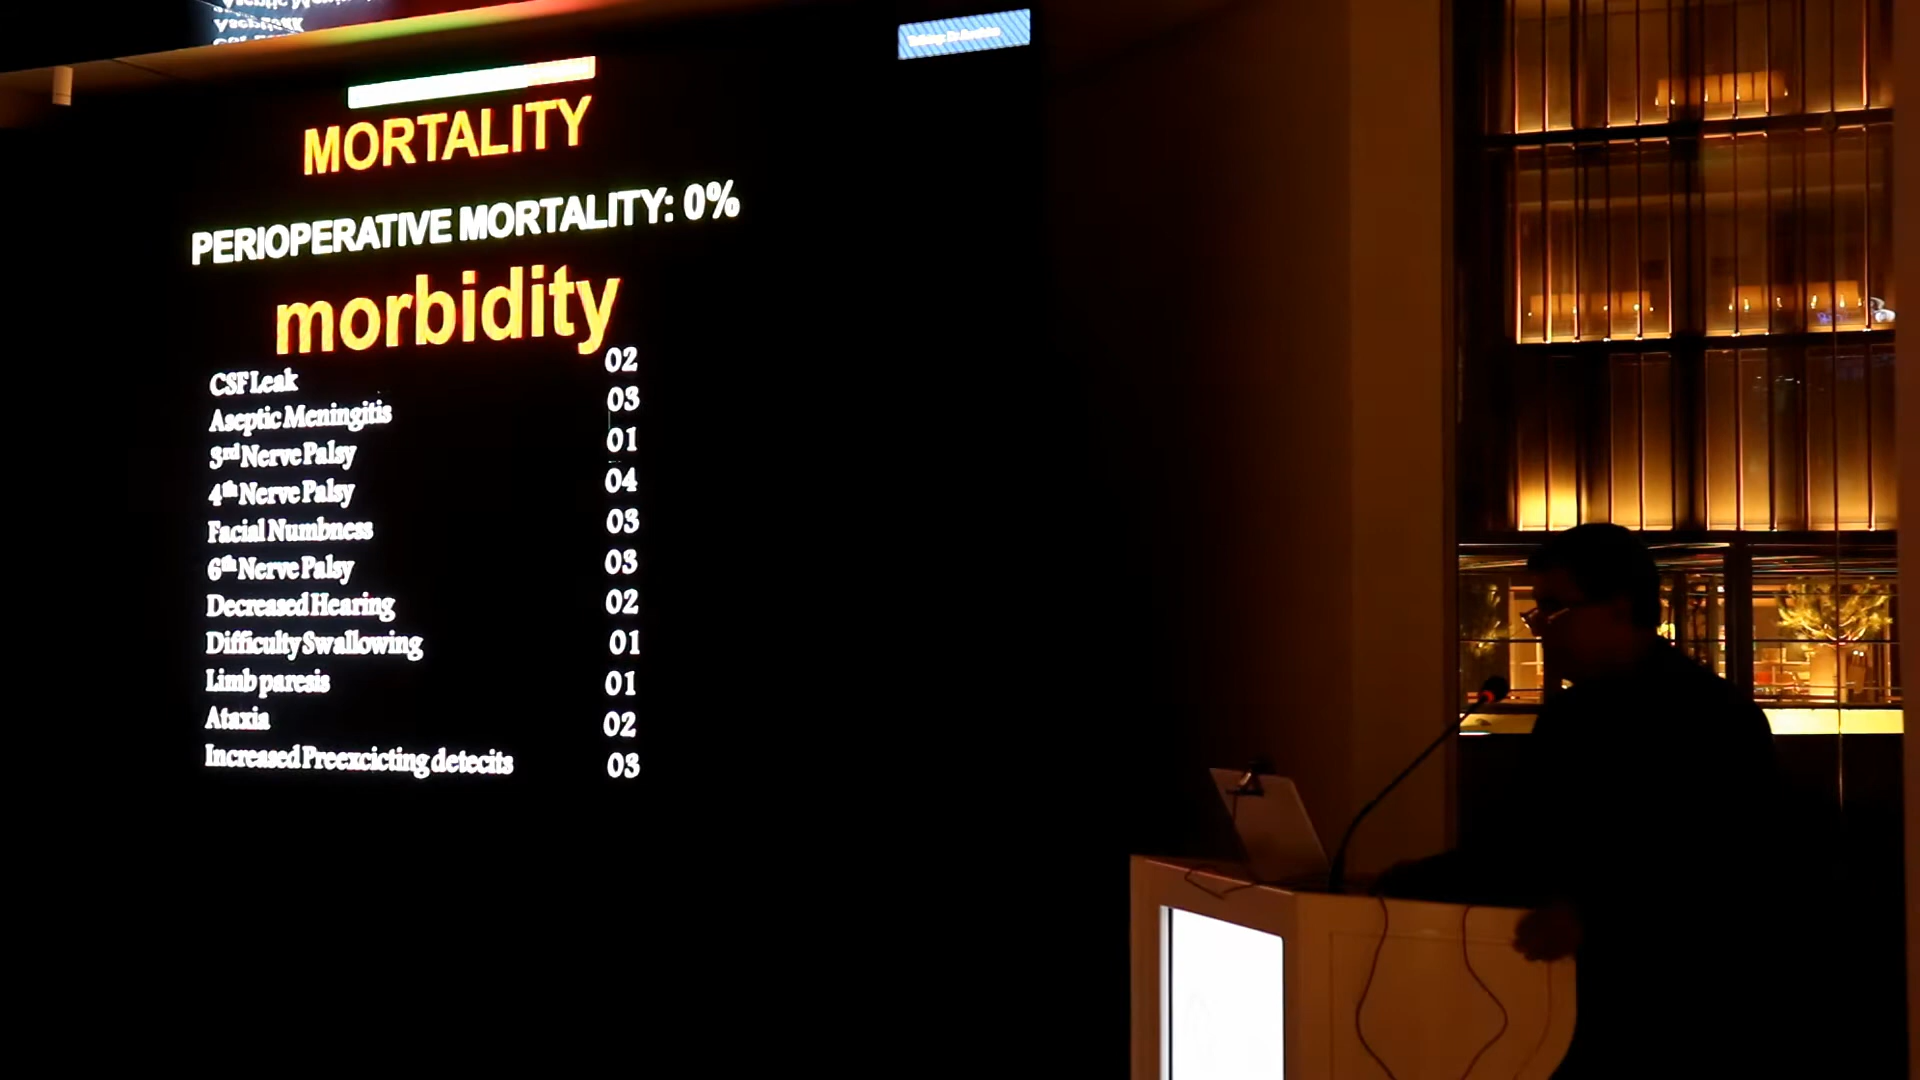 MORTALITY
PERIOPERATIVE MORTALITY: 0%
morbidity
CSF Leak 02
Aseptic Meningitis 03
3rd Nerve Palsy 01
4th Nerve Palsy 04
Facial Numbness 03
6th Nerve Palsy 03
Decreased Hearing 02
Difficulty Swallowing 01
Limb paresis 01
Ataxia 02
Increased Preexcicting detecits 03